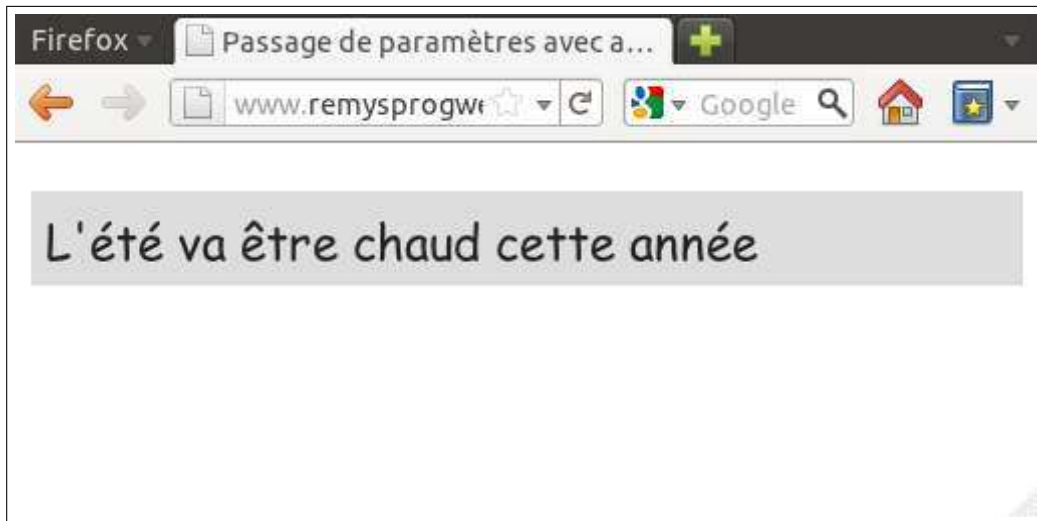 Firefox
Passage de paramètres avec a...
www.remysprogw
Google
L'été va être chaud cette année